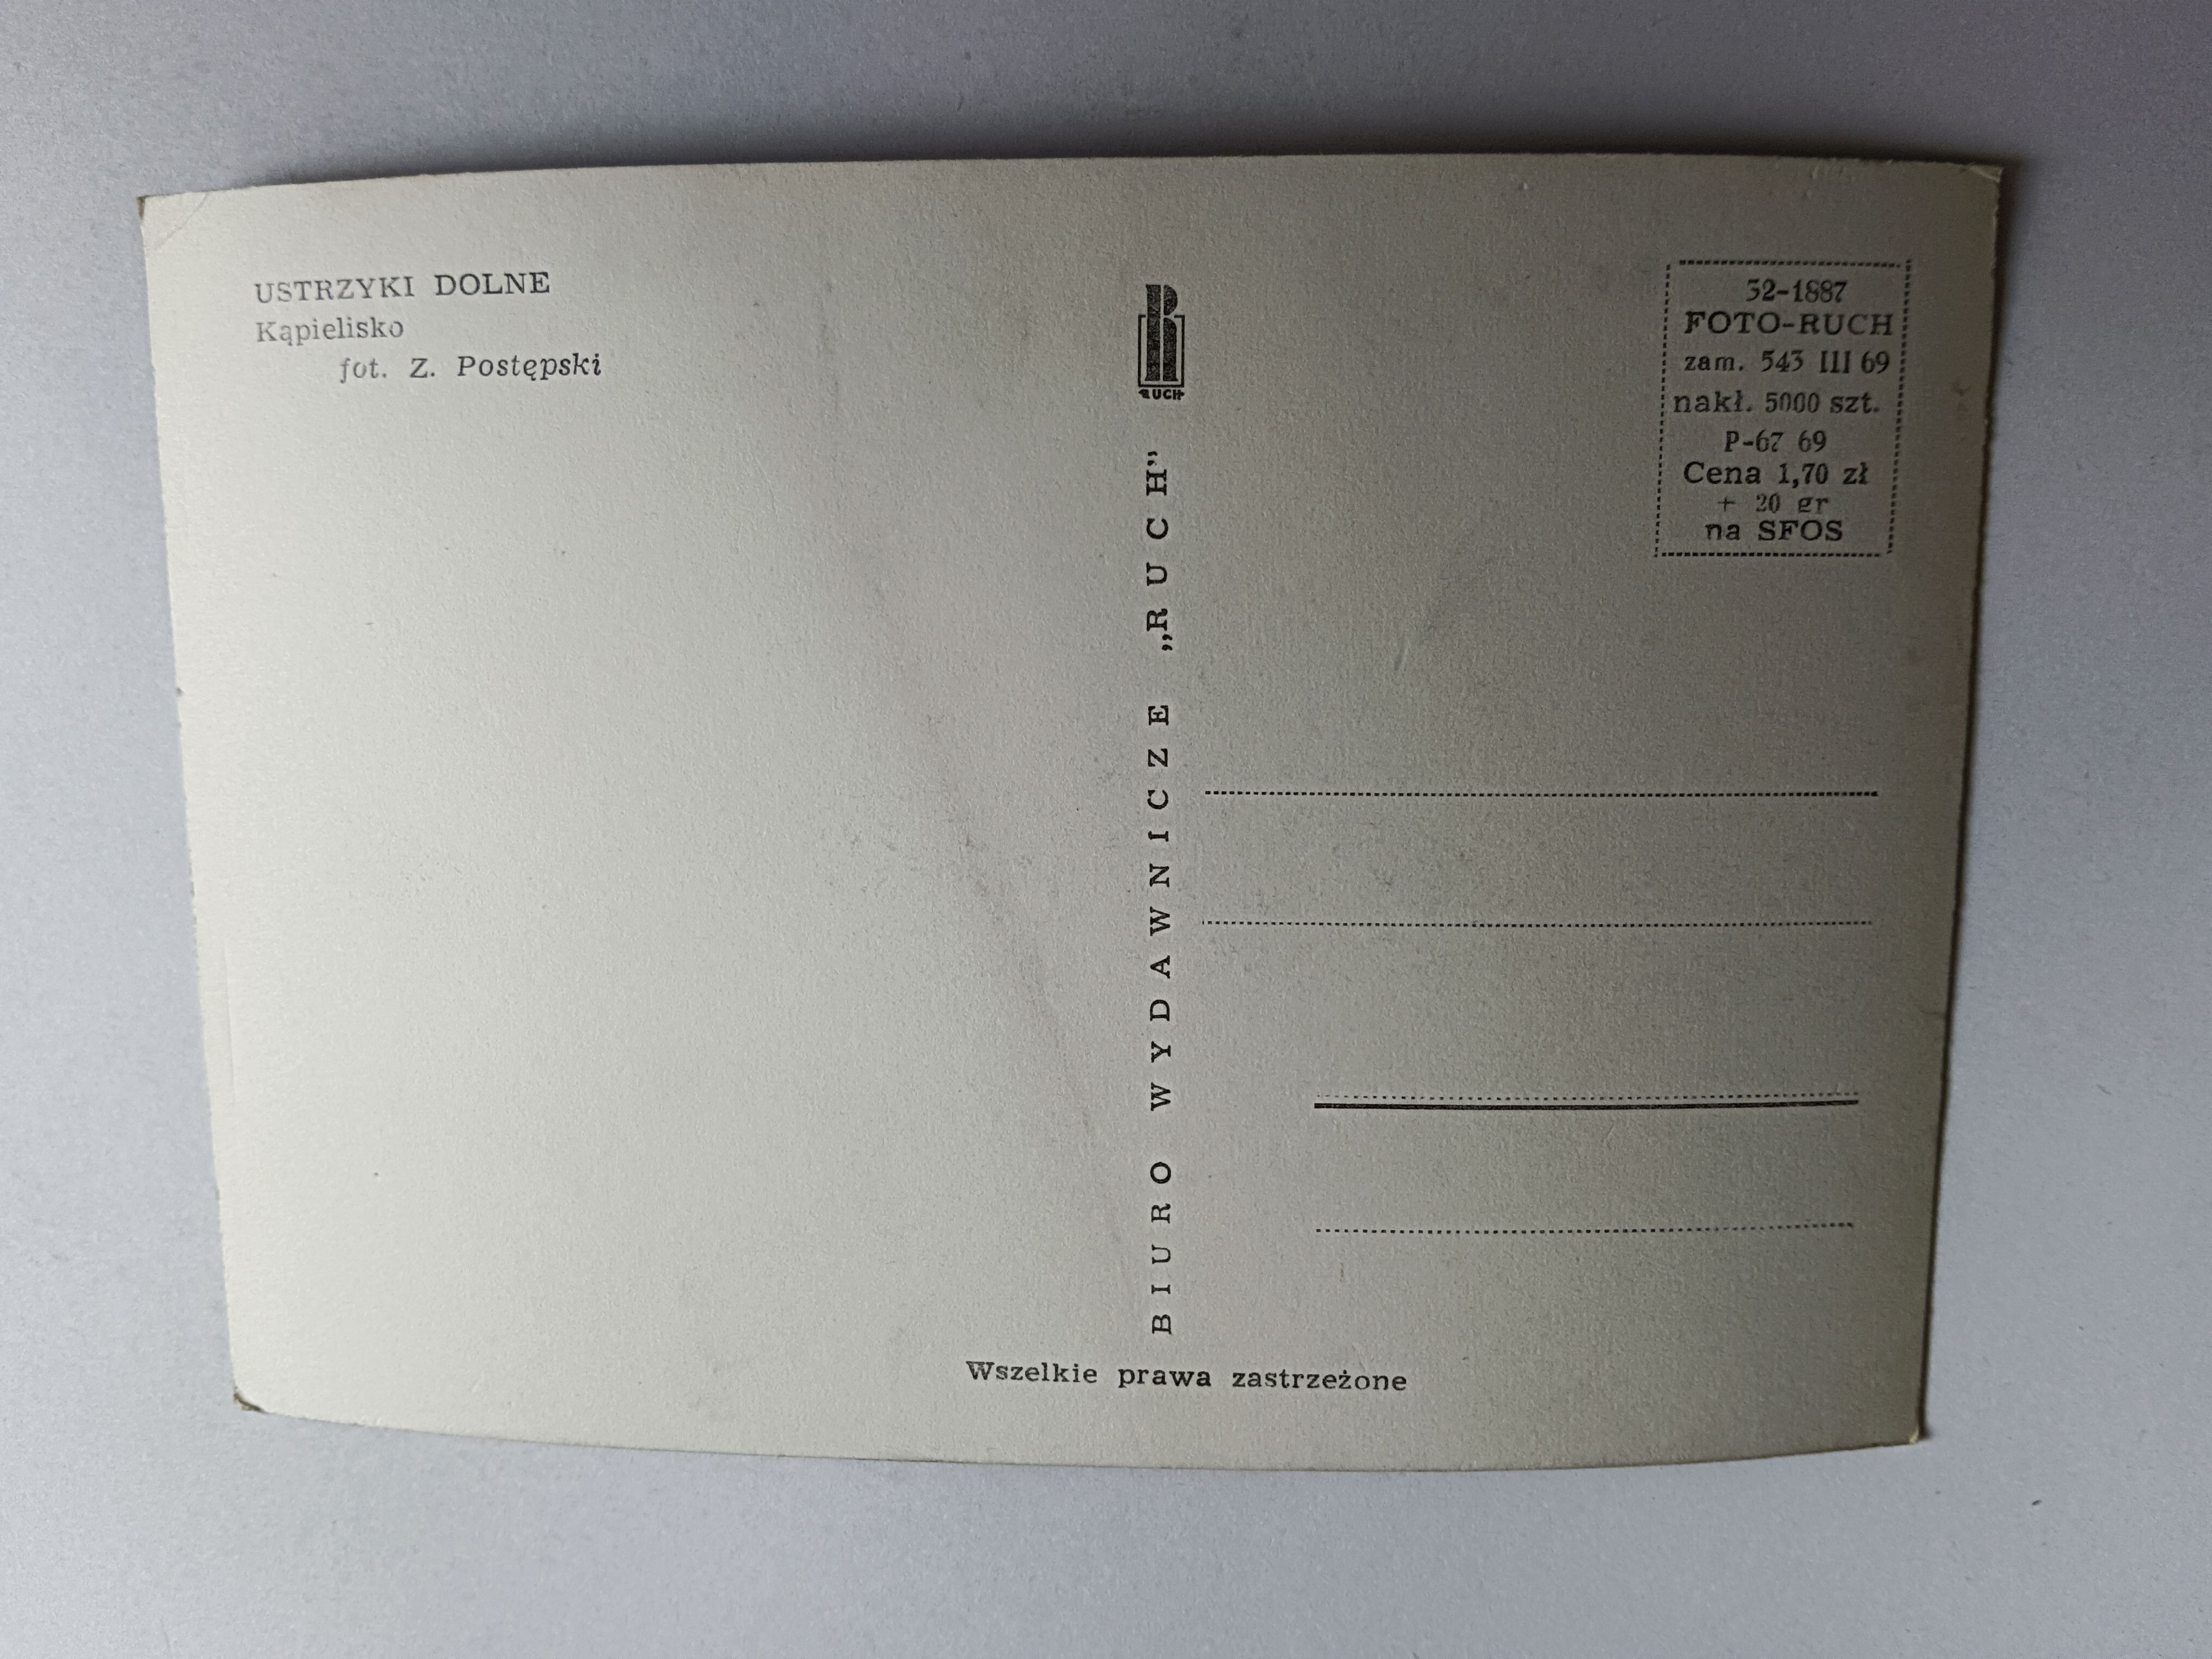 USTRZYKI DOLNE
Kąpielisko
fot. Z. Postępski
RUCH
BIURO WYDAWNICZE „RUCH”
32-1887
FOTO-RUCH
zam. 543 III 69
nakł. 5000 szt.
P-67 69
Cena 1,70 zł
+ 20 gr
na SFOS
Wszelkie prawa zastrzeżone